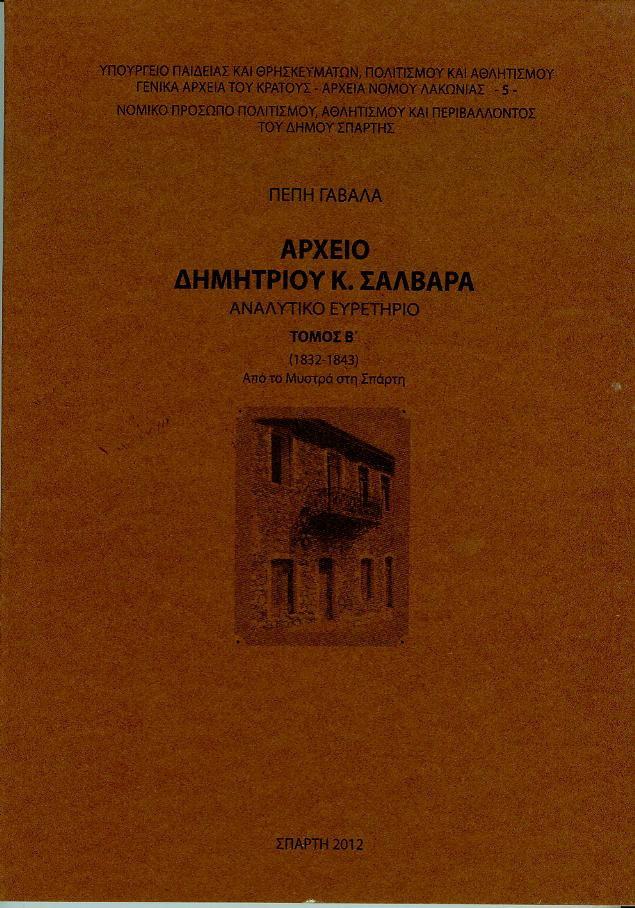 ΥΠΟΥΡΓΕΙΟ ΠΑΙΔΕΙΑΣ ΚΑΙ ΘΡΗΣΚΕΥΜΑΤΩΝ, ΠΟΛΙΤΙΣΜΟΥ ΚΑΙ ΑΘΛΗΤΙΣΜΟΥ
ΓΕΝΙΚΑ ΑΡΧΕΙΑ ΤΟΥ ΚΡΑΤΟΥΣ - ΑΡΧΕΙΑ ΝΟΜΟΥ ΛΑΚΩΝΙΑΣ - 5 -
ΝΟΜΙΚΟ ΠΡΟΣΩΠΟ ΠΟΛΙΤΙΣΜΟΥ, ΑΘΛΗΤΙΣΜΟΥ ΚΑΙ ΠΕΡΙΒΑΛΛΟΝΤΟΣ
ΤΟΥ ΔΗΜΟΥ ΣΠΑΡΤΗΣ
ΠΕΠΗ ΓΑΒΑΛΑ
ΑΡΧΕΙΟ
ΔΗΜΗΤΡΙΟΥ Κ. ΣΑΛΒΑΡΑ
ΑΝΑΛΥΤΙΚΟ ΕΥΡΕΤΗΡΙΟ
ΤΟΜΟΣ Β΄
(1832-1843)
Από το Μυστρά στη Σπάρτη
ΣΠΑΡΤΗ 2012